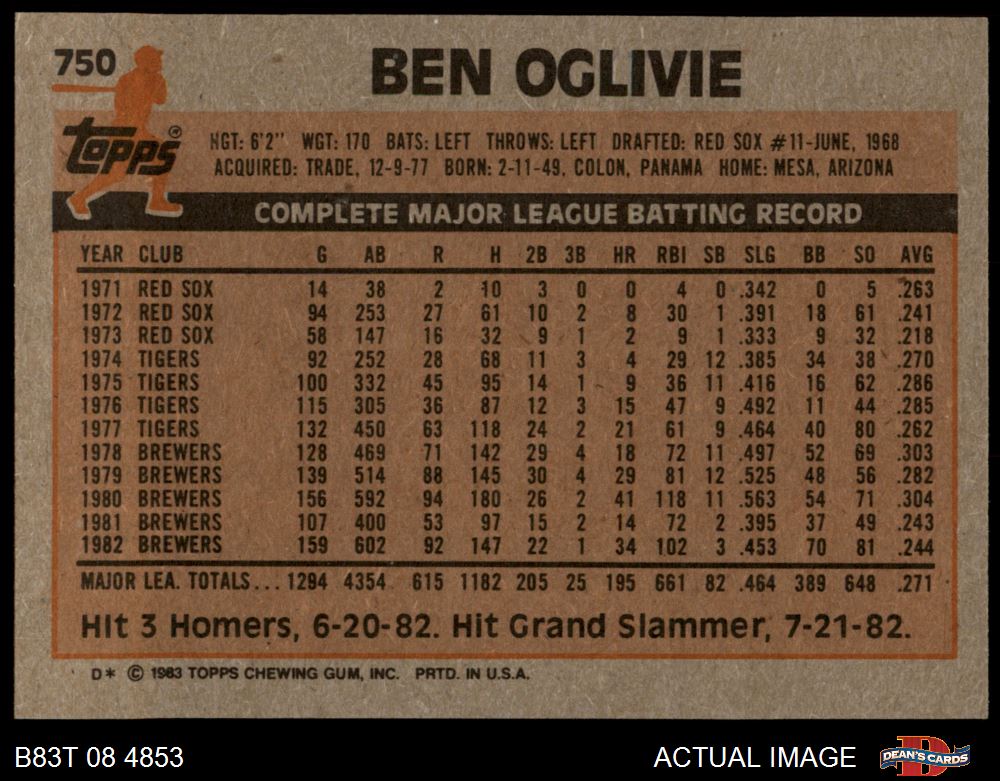 750
BEN OGLIVIE
Topps®
HGT: 6'2" WGT: 170 BATS: LEFT THROWS: LEFT DRAFTED: RED SOX #11-JUNE, 1968
ACQUIRED: TRADE, 12-9-77 BORN: 2-11-49, COLON, PANAMA HOME: MESA, ARIZONA
COMPLETE MAJOR LEAGUE BATTING RECORD
YEAR CLUB G AB R H 2B 3B HR RBI SB SLG BB SO AVG
1971 RED SOX 14 38 2 10 3 0 0 4 0 .342 0 5 .263
1972 RED SOX 94 253 27 61 10 2 8 30 1 .391 18 61 .241
1973 RED SOX 58 147 16 32 9 1 2 9 1 .333 9 32 .218
1974 TIGERS 92 252 28 68 11 3 4 29 12 .385 34 38 .270
1975 TIGERS 100 332 45 95 14 1 9 36 11 .416 16 62 .286
1976 TIGERS 115 305 36 87 12 3 15 47 9 .492 11 44 .285
1977 TIGERS 132 450 63 118 24 2 21 61 9 .464 40 80 .262
1978 BREWERS 128 469 71 142 29 4 18 72 11 .497 52 69 .303
1979 BREWERS 139 514 88 145 30 4 29 81 12 .525 48 56 .282
1980 BREWERS 156 592 94 180 26 2 41 118 11 .563 54 71 .304
1981 BREWERS 107 400 53 97 15 2 14 72 2 .395 37 49 .243
1982 BREWERS 159 602 92 147 22 1 34 102 3 .453 70 81 .244
MAJOR LEA. TOTALS... 1294 4354 615 1182 205 25 195 661 82 .464 389 648 .271
Hit 3 Homers, 6-20-82. Hit Grand Slammer, 7-21-82.
D* © 1983 TOPPS CHEWING GUM, INC. PRTD. IN U.S.A.
B83T 08 4853 ACTUAL IMAGE DEAN'S CARDS